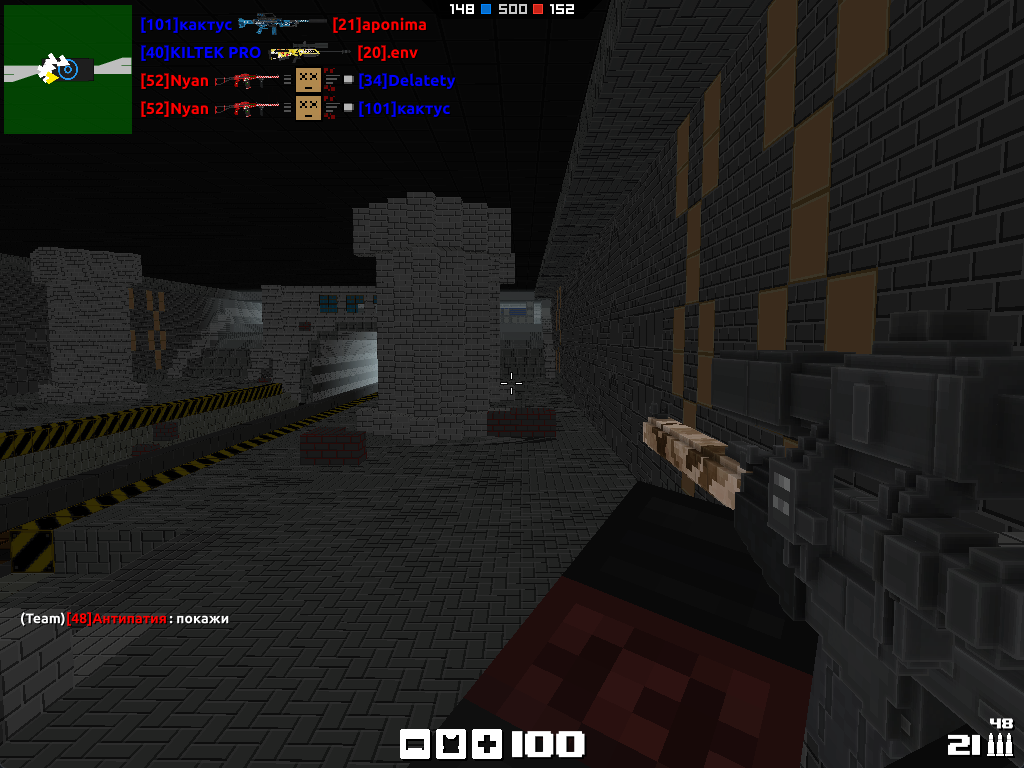 148 500 152
[101]кактус [21]aponima
[40]KILTEK PRO [20].env
[52]Nyan [34]Delatety
[52]Nyan [101]кактус
(Team)[48]Антипатия : покажи
100
48
21